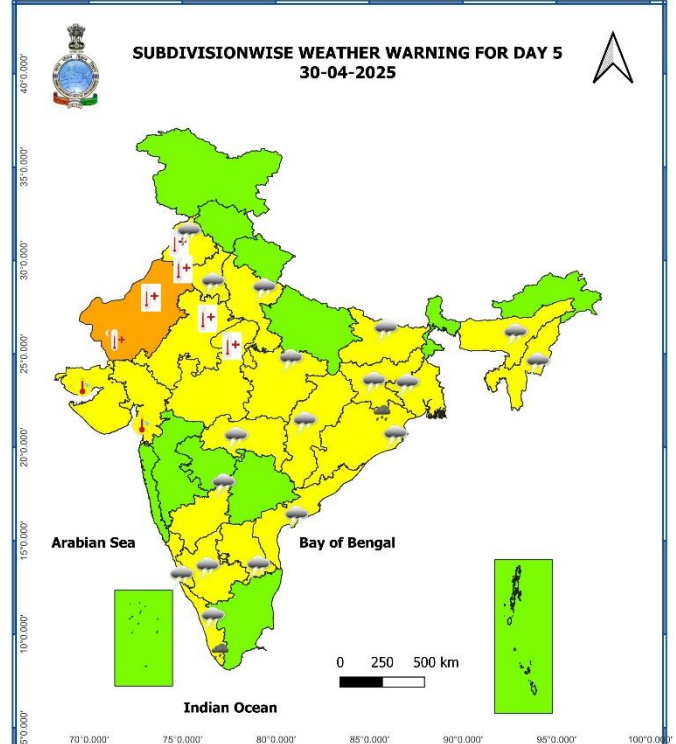 SUBDIVISIONWISE WEATHER WARNING FOR DAY 5
30-04-2025
40°0.000'
35°0.000'
30°0.000'
25°0.000'
20°0.000'
15°0.000'
10°0.000'
5°0.000'
Arabian Sea
Bay of Bengal
0 250 500 km
Indian Ocean
70°0.000' 75°0.000' 80°0.000' 85°0.000' 90°0.000' 95°0.000' 100°0.000'